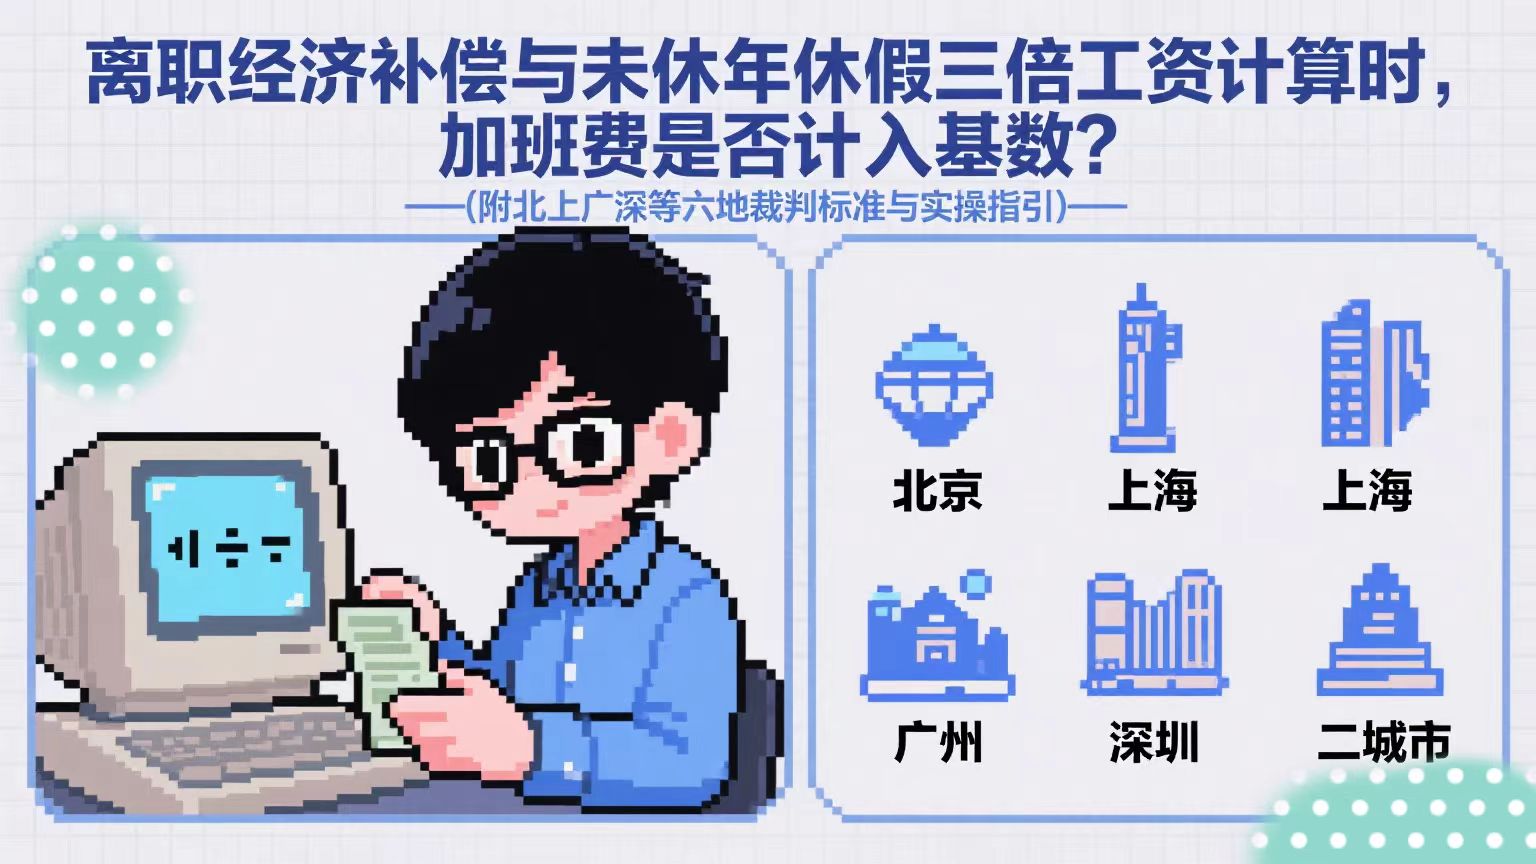 离职经济补偿与未休年休假三倍工资计算时，
加班费是否计入基数？
——(附北上广深等六地裁判标准与实操指引)——
北京
上海
上海
广州
深圳
二城市